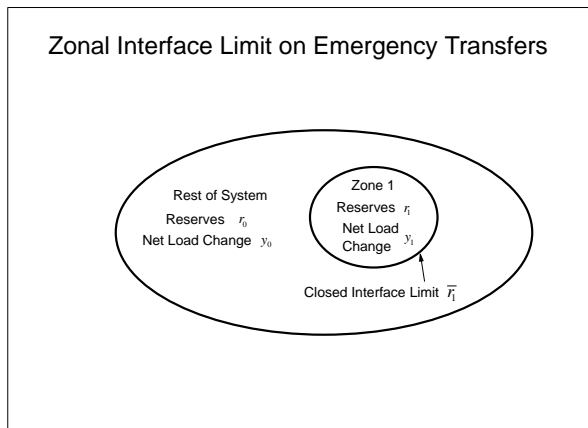 Zonal Interface Limit on Emergency Transfers
Rest of System
Reserves r₀
Net Load Change y₀
Zone 1
Reserves r₁
Net Load
Change y₁
Closed Interface Limit r̅₁